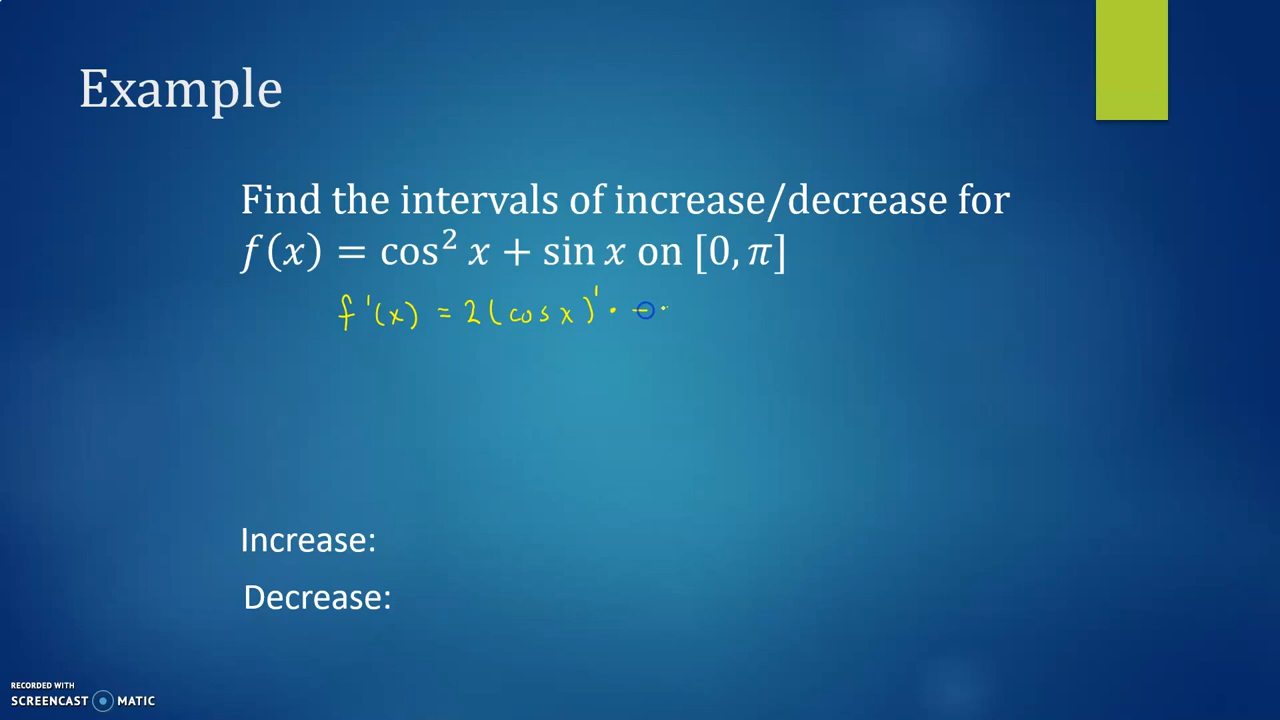 Example
Find the intervals of increase/decrease for
f(x) = cos² x + sin x on [0, π]
f'(x) = 2(cos x)¹ · -
Increase:
Decrease:
RECORDED WITH
SCREENCAST MATIC